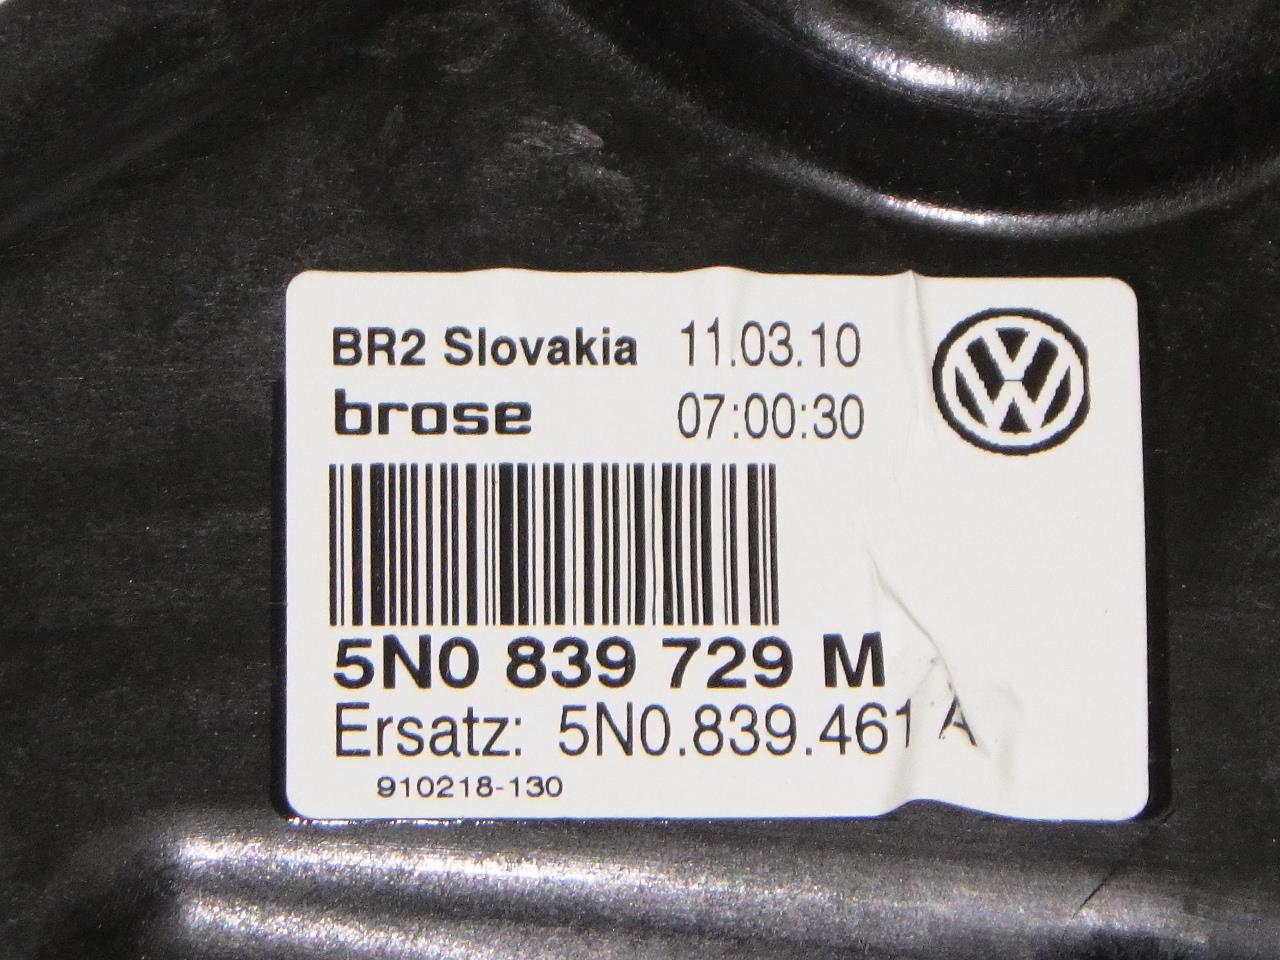 BR2 Slovakia 11.03.10
brose 07:00:30
5N0 839 729 M
Ersatz: 5N0.839.461 A
910218-130